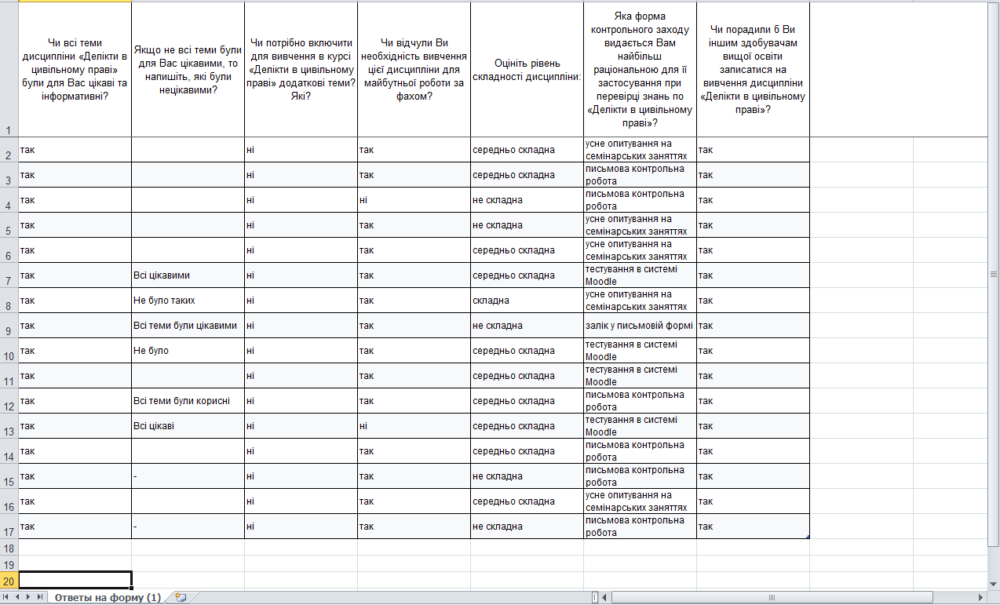 Чи всі теми
дисципліни «Делікти в
цивільному праві»
були для Вас цікаві та
інформативні?
Якщо не всі теми були
для Вас цікавими, то
напишіть, які були
нецікавими?
Чи потрібно включити
для вивчення в курсі
«Делікти в цивільному
праві» додаткові теми?
Які?
Чи відчули Ви
необхідність вивчення
цієї дисципліни для
майбутньої роботи за
фахом?
Оцініть рівень
складності дисципліни:
Яка форма
контрольного заходу
видається Вам
найбільш
раціональною для її
застосування при
перевірці знань по
«Делікти в цивільному
праві»?
Чи порадили б Ви
іншим здобувачам
вищої освіти
записатися на
вивчення дисципліни
«Делікти в цивільному
праві»?
1
2 так ні так середньо складна усне опитування на
семінарських заняттях так
3 так ні так середньо складна письмова контрольна
робота так
4 так ні ні не складна письмова контрольна
робота так
5 так ні так не складна усне опитування на
семінарських заняттях так
6 так ні так середньо складна усне опитування на
семінарських заняттях так
7 так Всі цікавими ні так середньо складна тестування в системі
Moodle так
8 так Не було таких ні так складна усне опитування на
семінарських заняттях так
9 так Всі теми були цікавими ні так не складна залік у письмовій формі так
10 так Не було ні так середньо складна тестування в системі
Moodle так
11 так ні так середньо складна тестування в системі
Moodle так
12 так Всі теми були корисні ні так середньо складна письмова контрольна
робота так
13 так Всі цікаві ні ні середньо складна тестування в системі
Moodle так
14 так ні так середньо складна письмова контрольна
робота так
15 так - ні так не складна письмова контрольна
робота так
16 так ні так середньо складна усне опитування на
семінарських заняттях так
17 так - ні так не складна письмова контрольна
робота так
18
19
20
Ответы на форму (1)